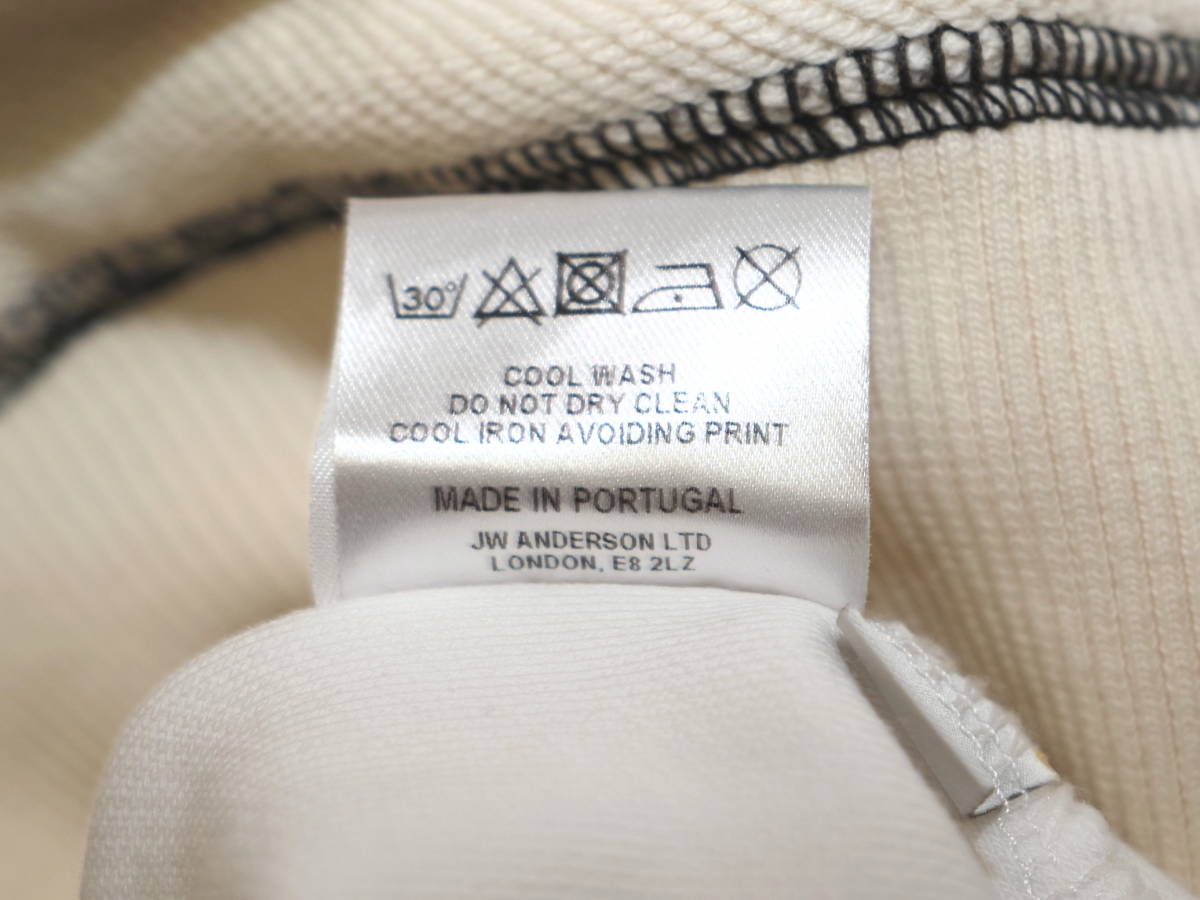 30°
COOL WASH
DO NOT DRY CLEAN
COOL IRON AVOIDING PRINT
MADE IN PORTUGAL
JW ANDERSON LTD
LONDON, E8 2LZ